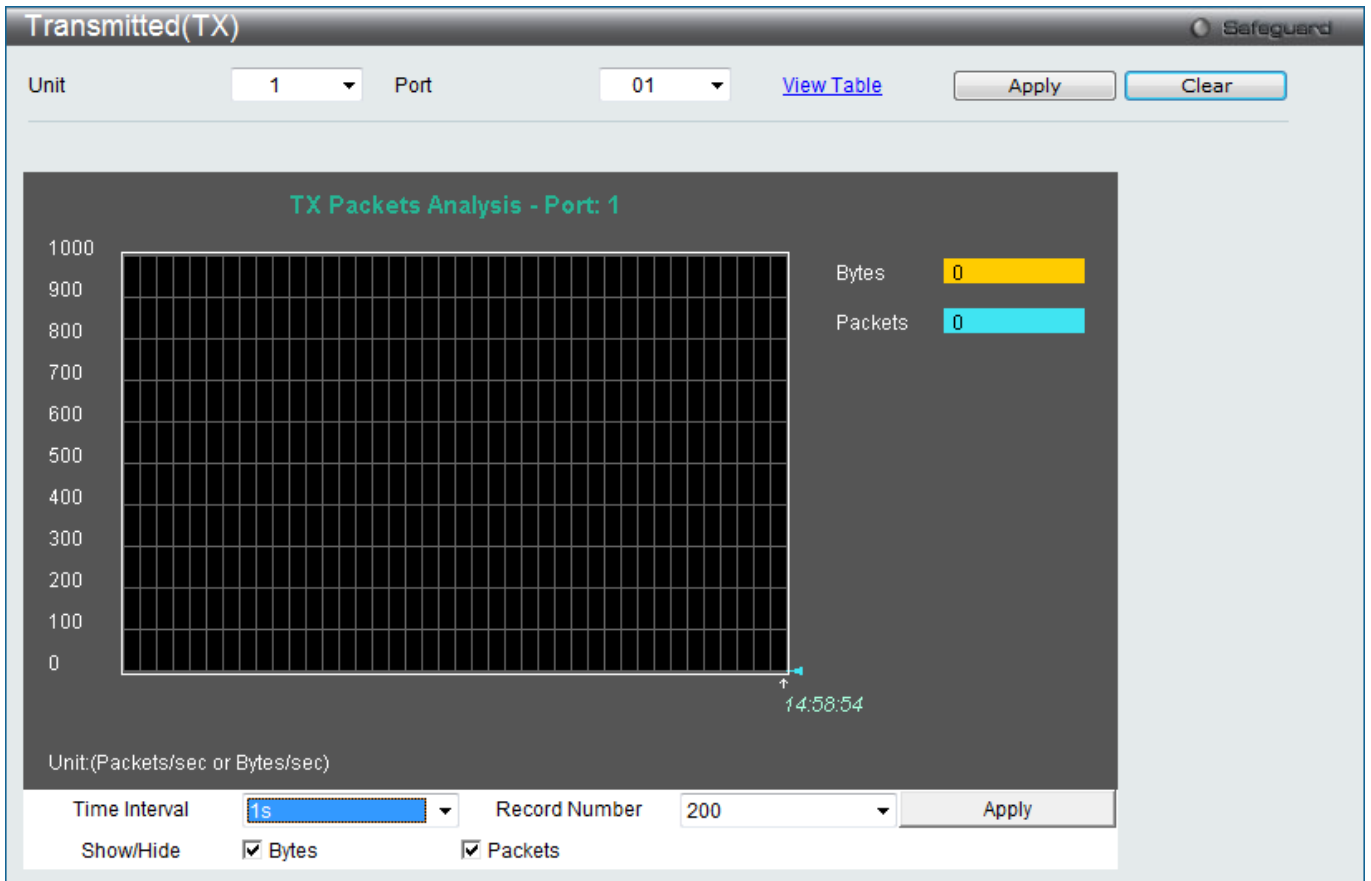 Transmitted(TX) Safeguard
Unit 1 Port 01 View Table Apply Clear
TX Packets Analysis - Port: 1
1000
900
800
700
600
500
400
300
200
100
0
Bytes 0
Packets 0
14:58:54
Unit:(Packets/sec or Bytes/sec)
Time Interval 1s Record Number 200 Apply
Show/Hide Bytes Packets